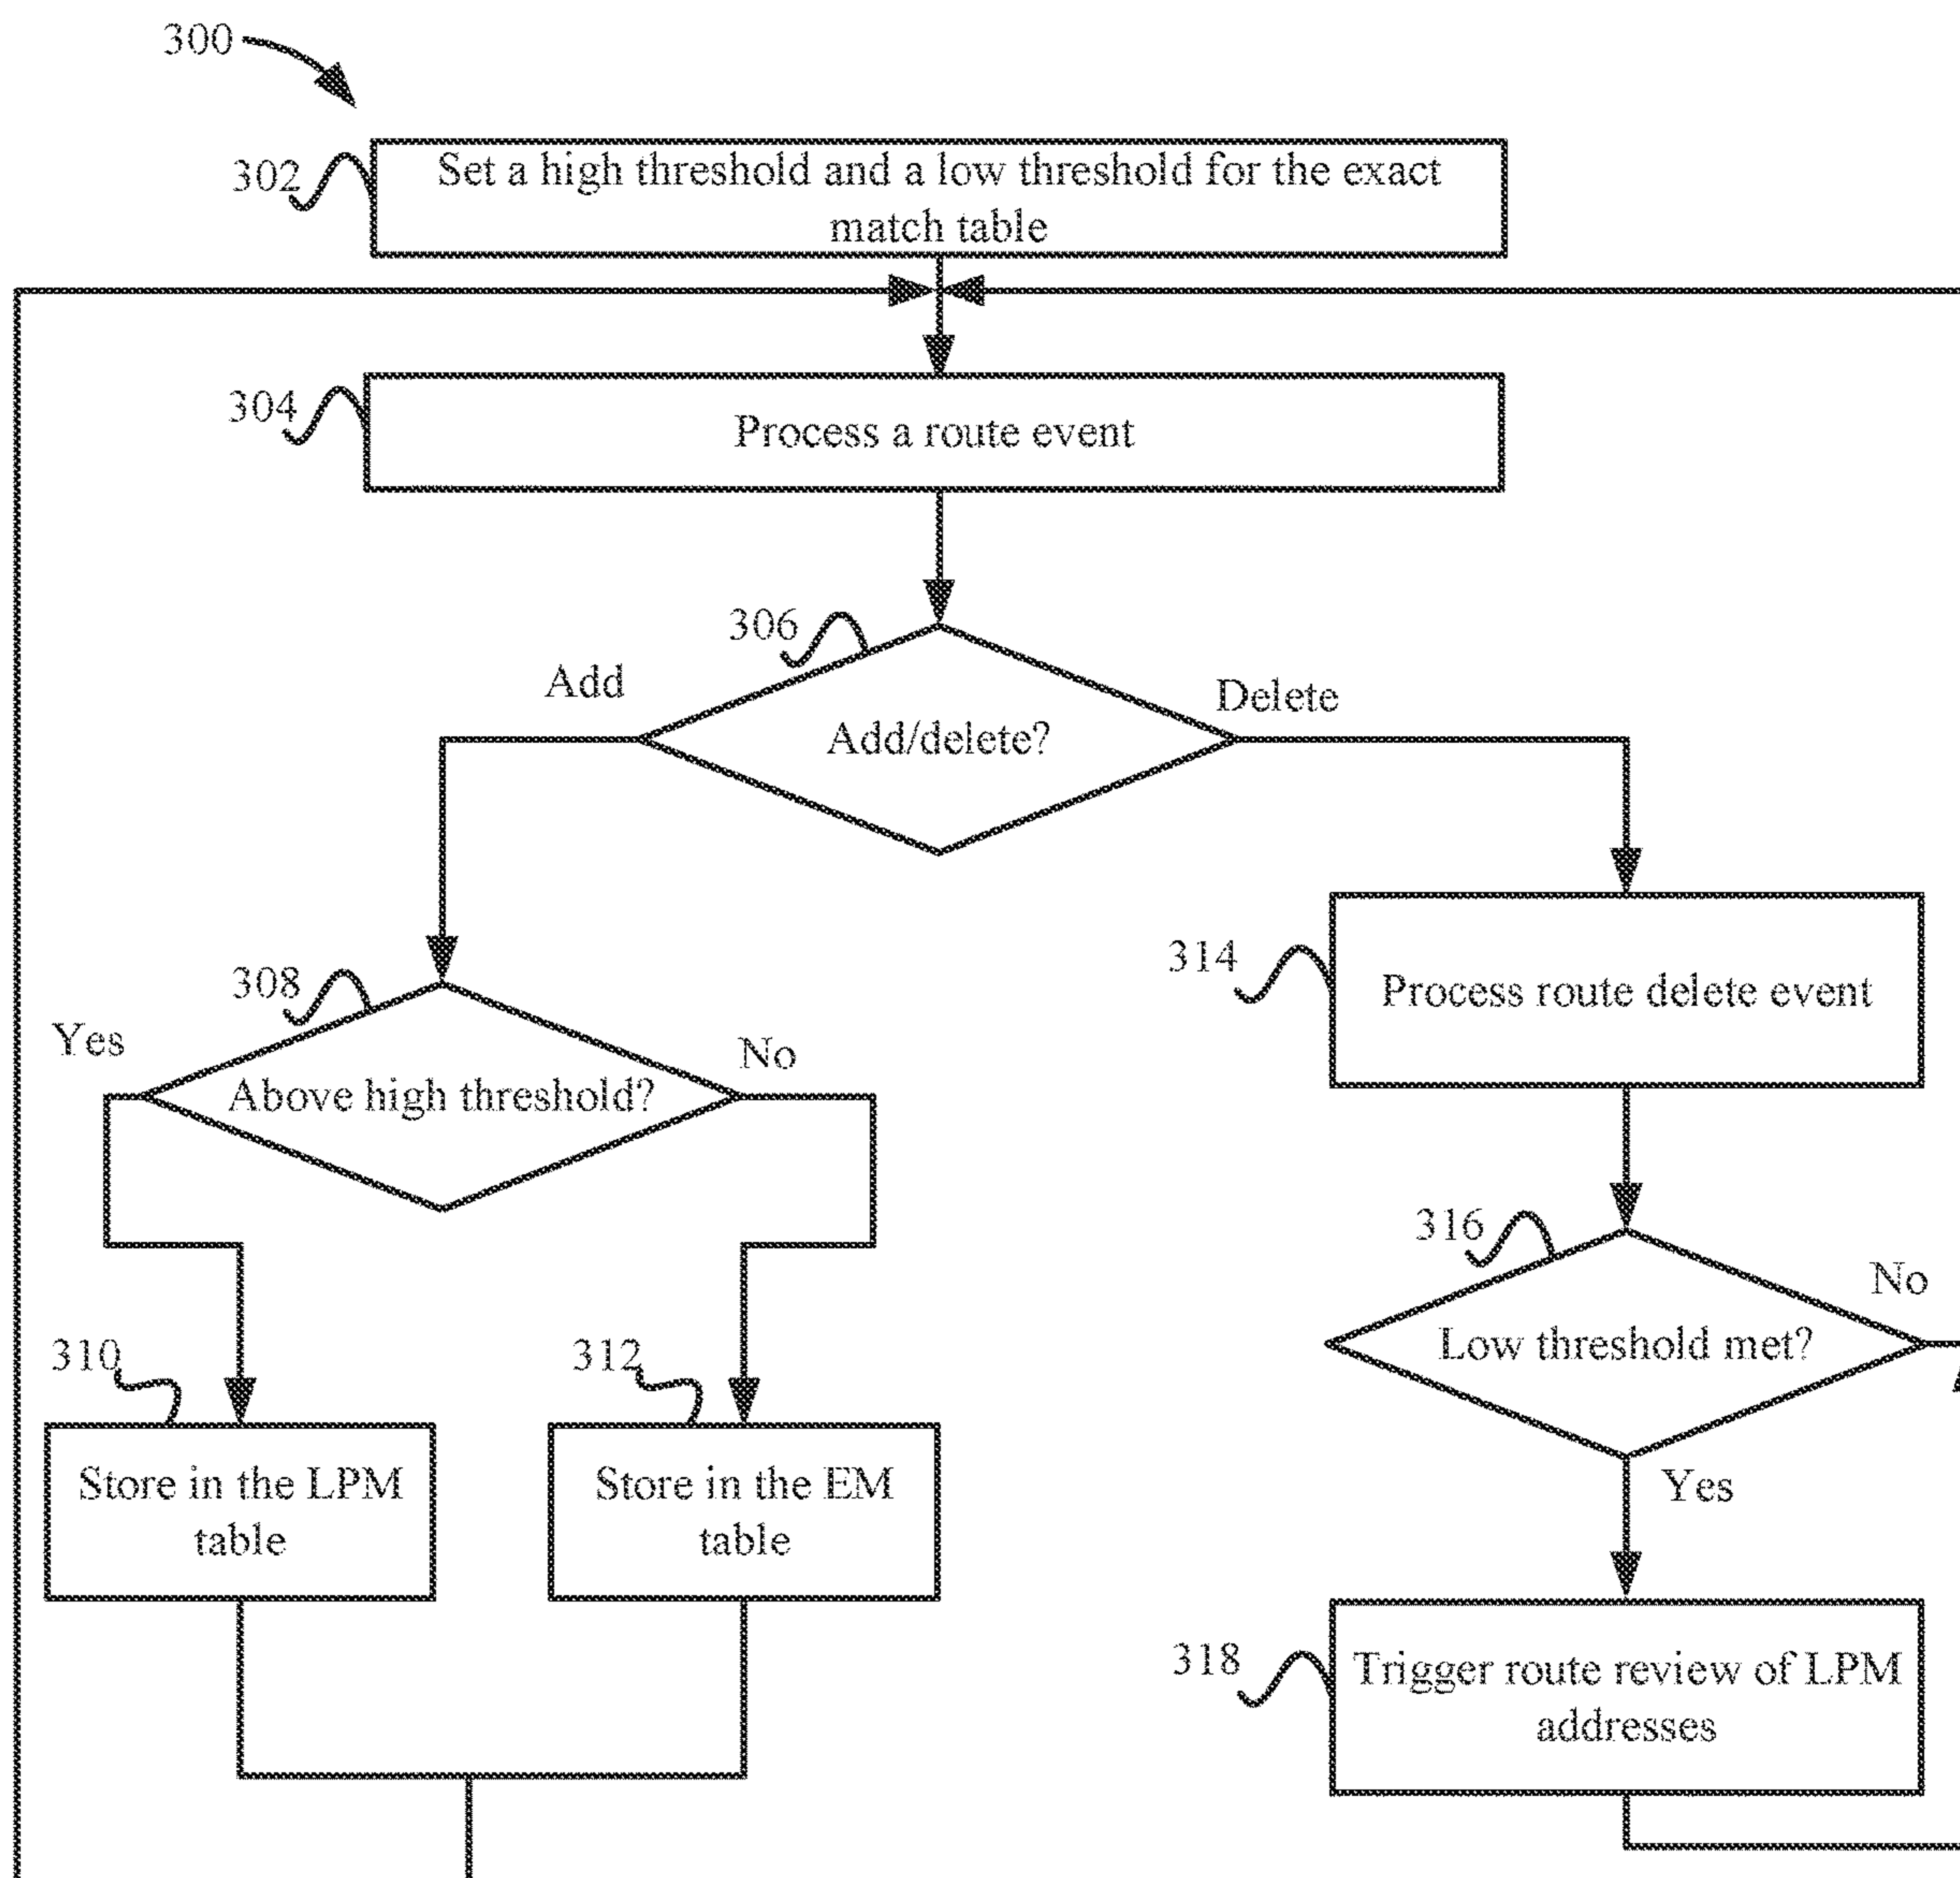 300
302
Set a high threshold and a low threshold for the exact
match table
304
Process a route event
306
Add
Delete
Add/delete?
308
Yes
No
Above high threshold?
314
Process route delete event
316
No
Low threshold met?
Yes
310
Store in the LPM
table
312
Store in the EM
table
318
Trigger route review of LPM
addresses